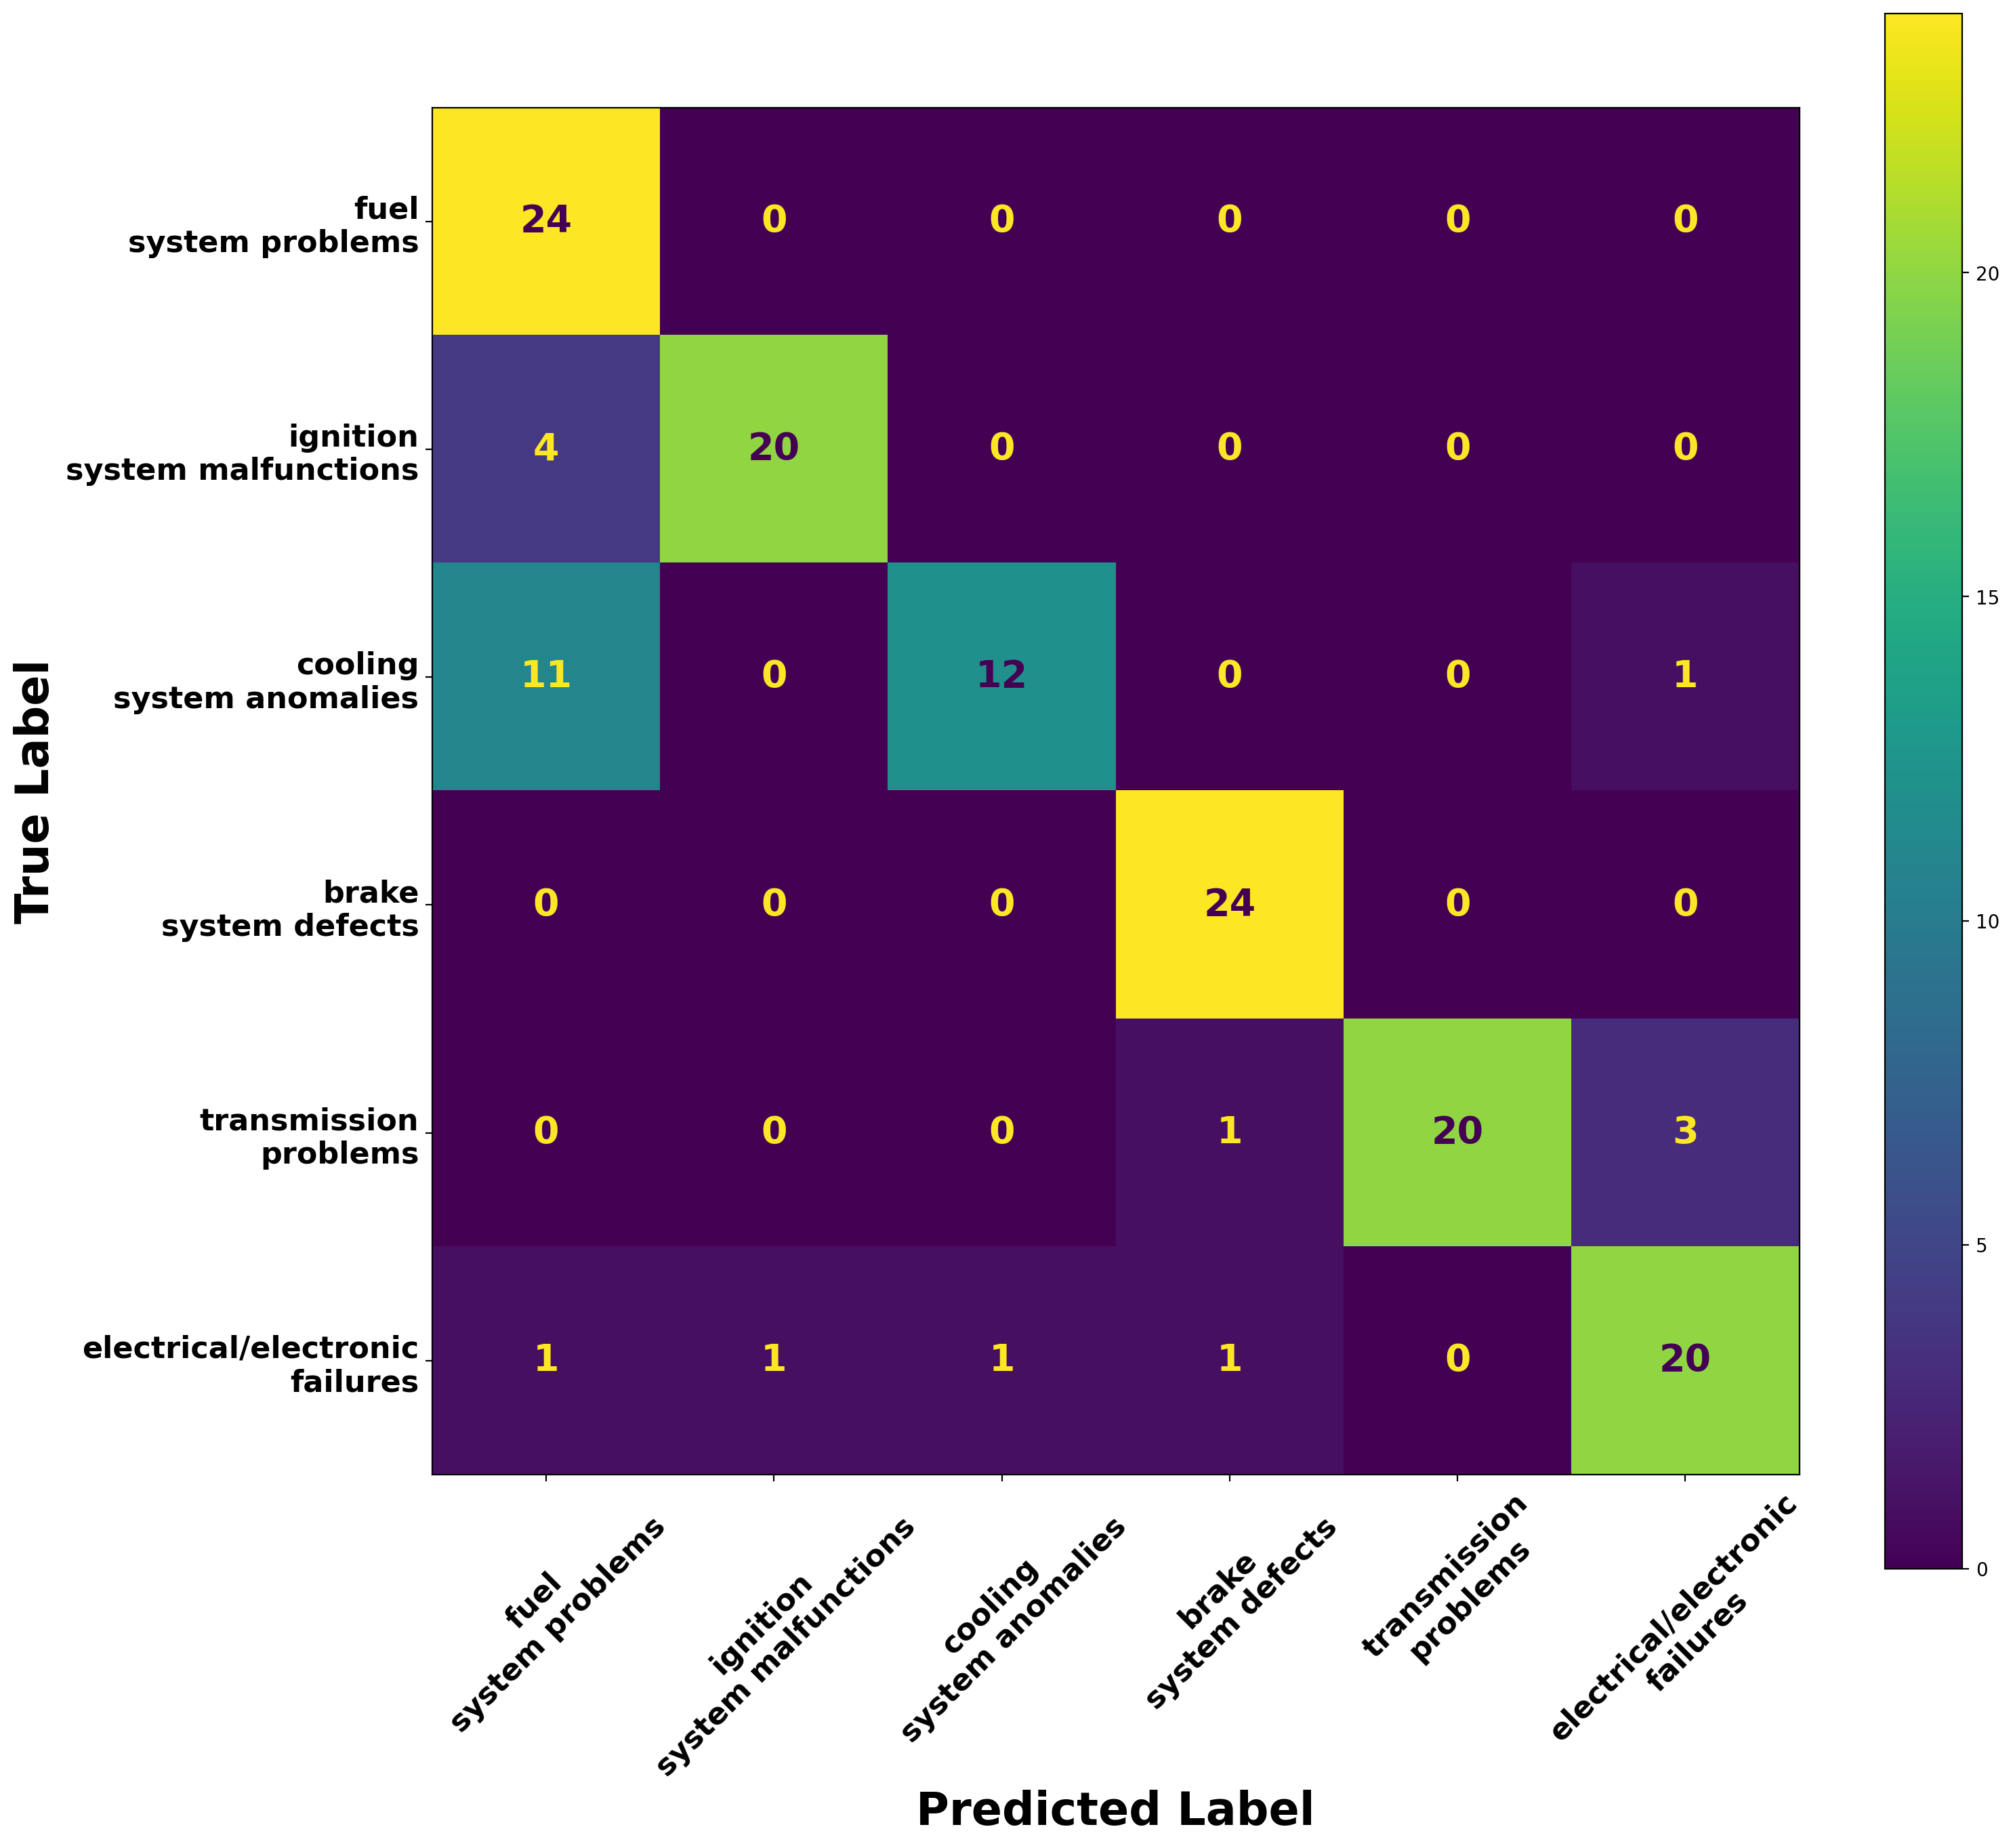 fuel
system problems
24 0 0 0 0 0
ignition
system malfunctions
4 20 0 0 0 0
cooling
system anomalies
11 0 12 0 0 1
brake
system defects
0 0 0 24 0 0
transmission
problems
0 0 0 1 20 3
electrical/electronic
failures
1 1 1 1 0 20
True Label
fuel
system problems
ignition
system malfunctions
cooling
system anomalies
brake
system defects
transmission
problems
electrical/electronic
failures
Predicted Label
20
15
10
5
0